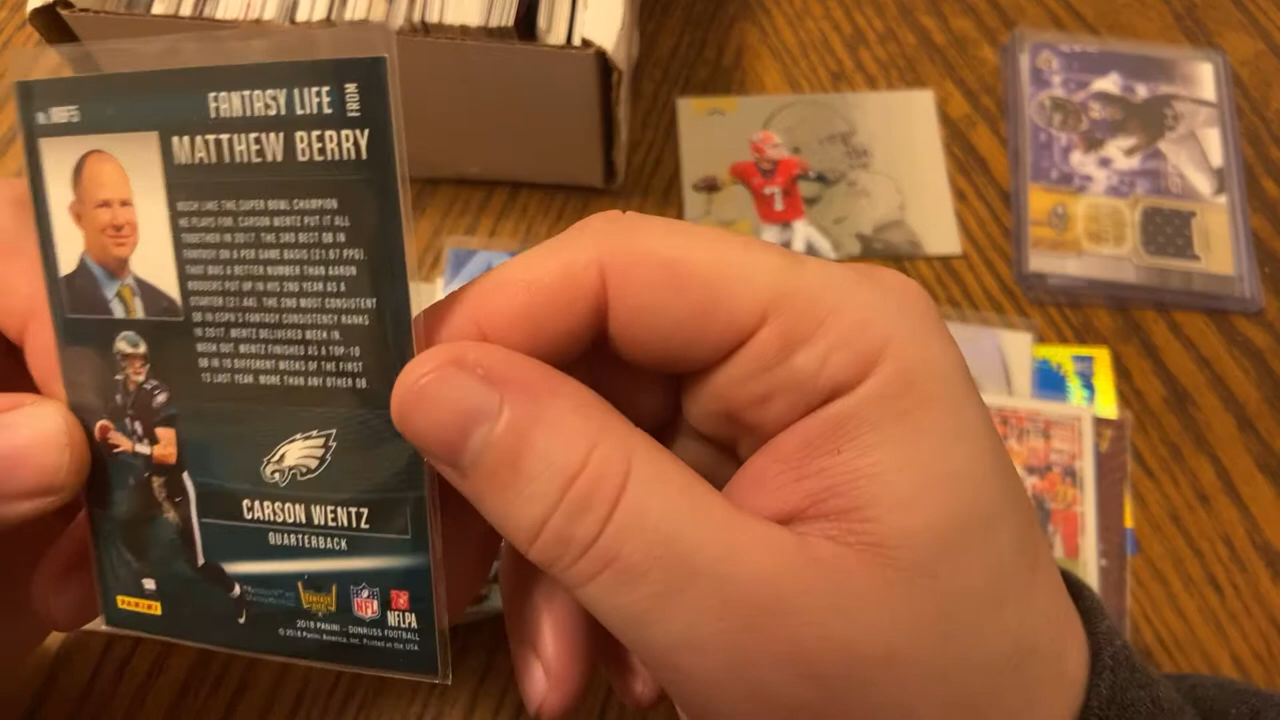 FANTASY LIFE
FROM
MATTHEW BERRY
MUCH LIKE THE SUPER BOWL CHAMPION
HE PLAYS FOR, CARSON WENTZ PUT IT ALL
TOGETHER IN 2017. THE 3RD BEST QB IN
FANTASY ON A PER GAME BASIS (21.67 PPG),
THAT WAS A BETTER NUMBER THAN AARON
RODGERS PUT UP IN HIS 2ND YEAR AS A
STARTER (21.44). THE 2ND MOST CONSISTENT
QB IN ESPN'S FANTASY CONSISTENCY RANKS
IN 2017, WENTZ DELIVERED WEEK IN,
WEEK OUT. WENTZ FINISHED AS A TOP-10
QB IN 10 DIFFERENT WEEKS OF THE FIRST
13 LAST YEAR, MORE THAN ANY OTHER QB.
CARSON WENTZ
QUARTERBACK
PANINI
FANTASY LIFE
NFL
NFLPA
2018 PANINI – DONRUSS FOOTBALL
© 2018 Panini America, Inc. Printed in the USA
7